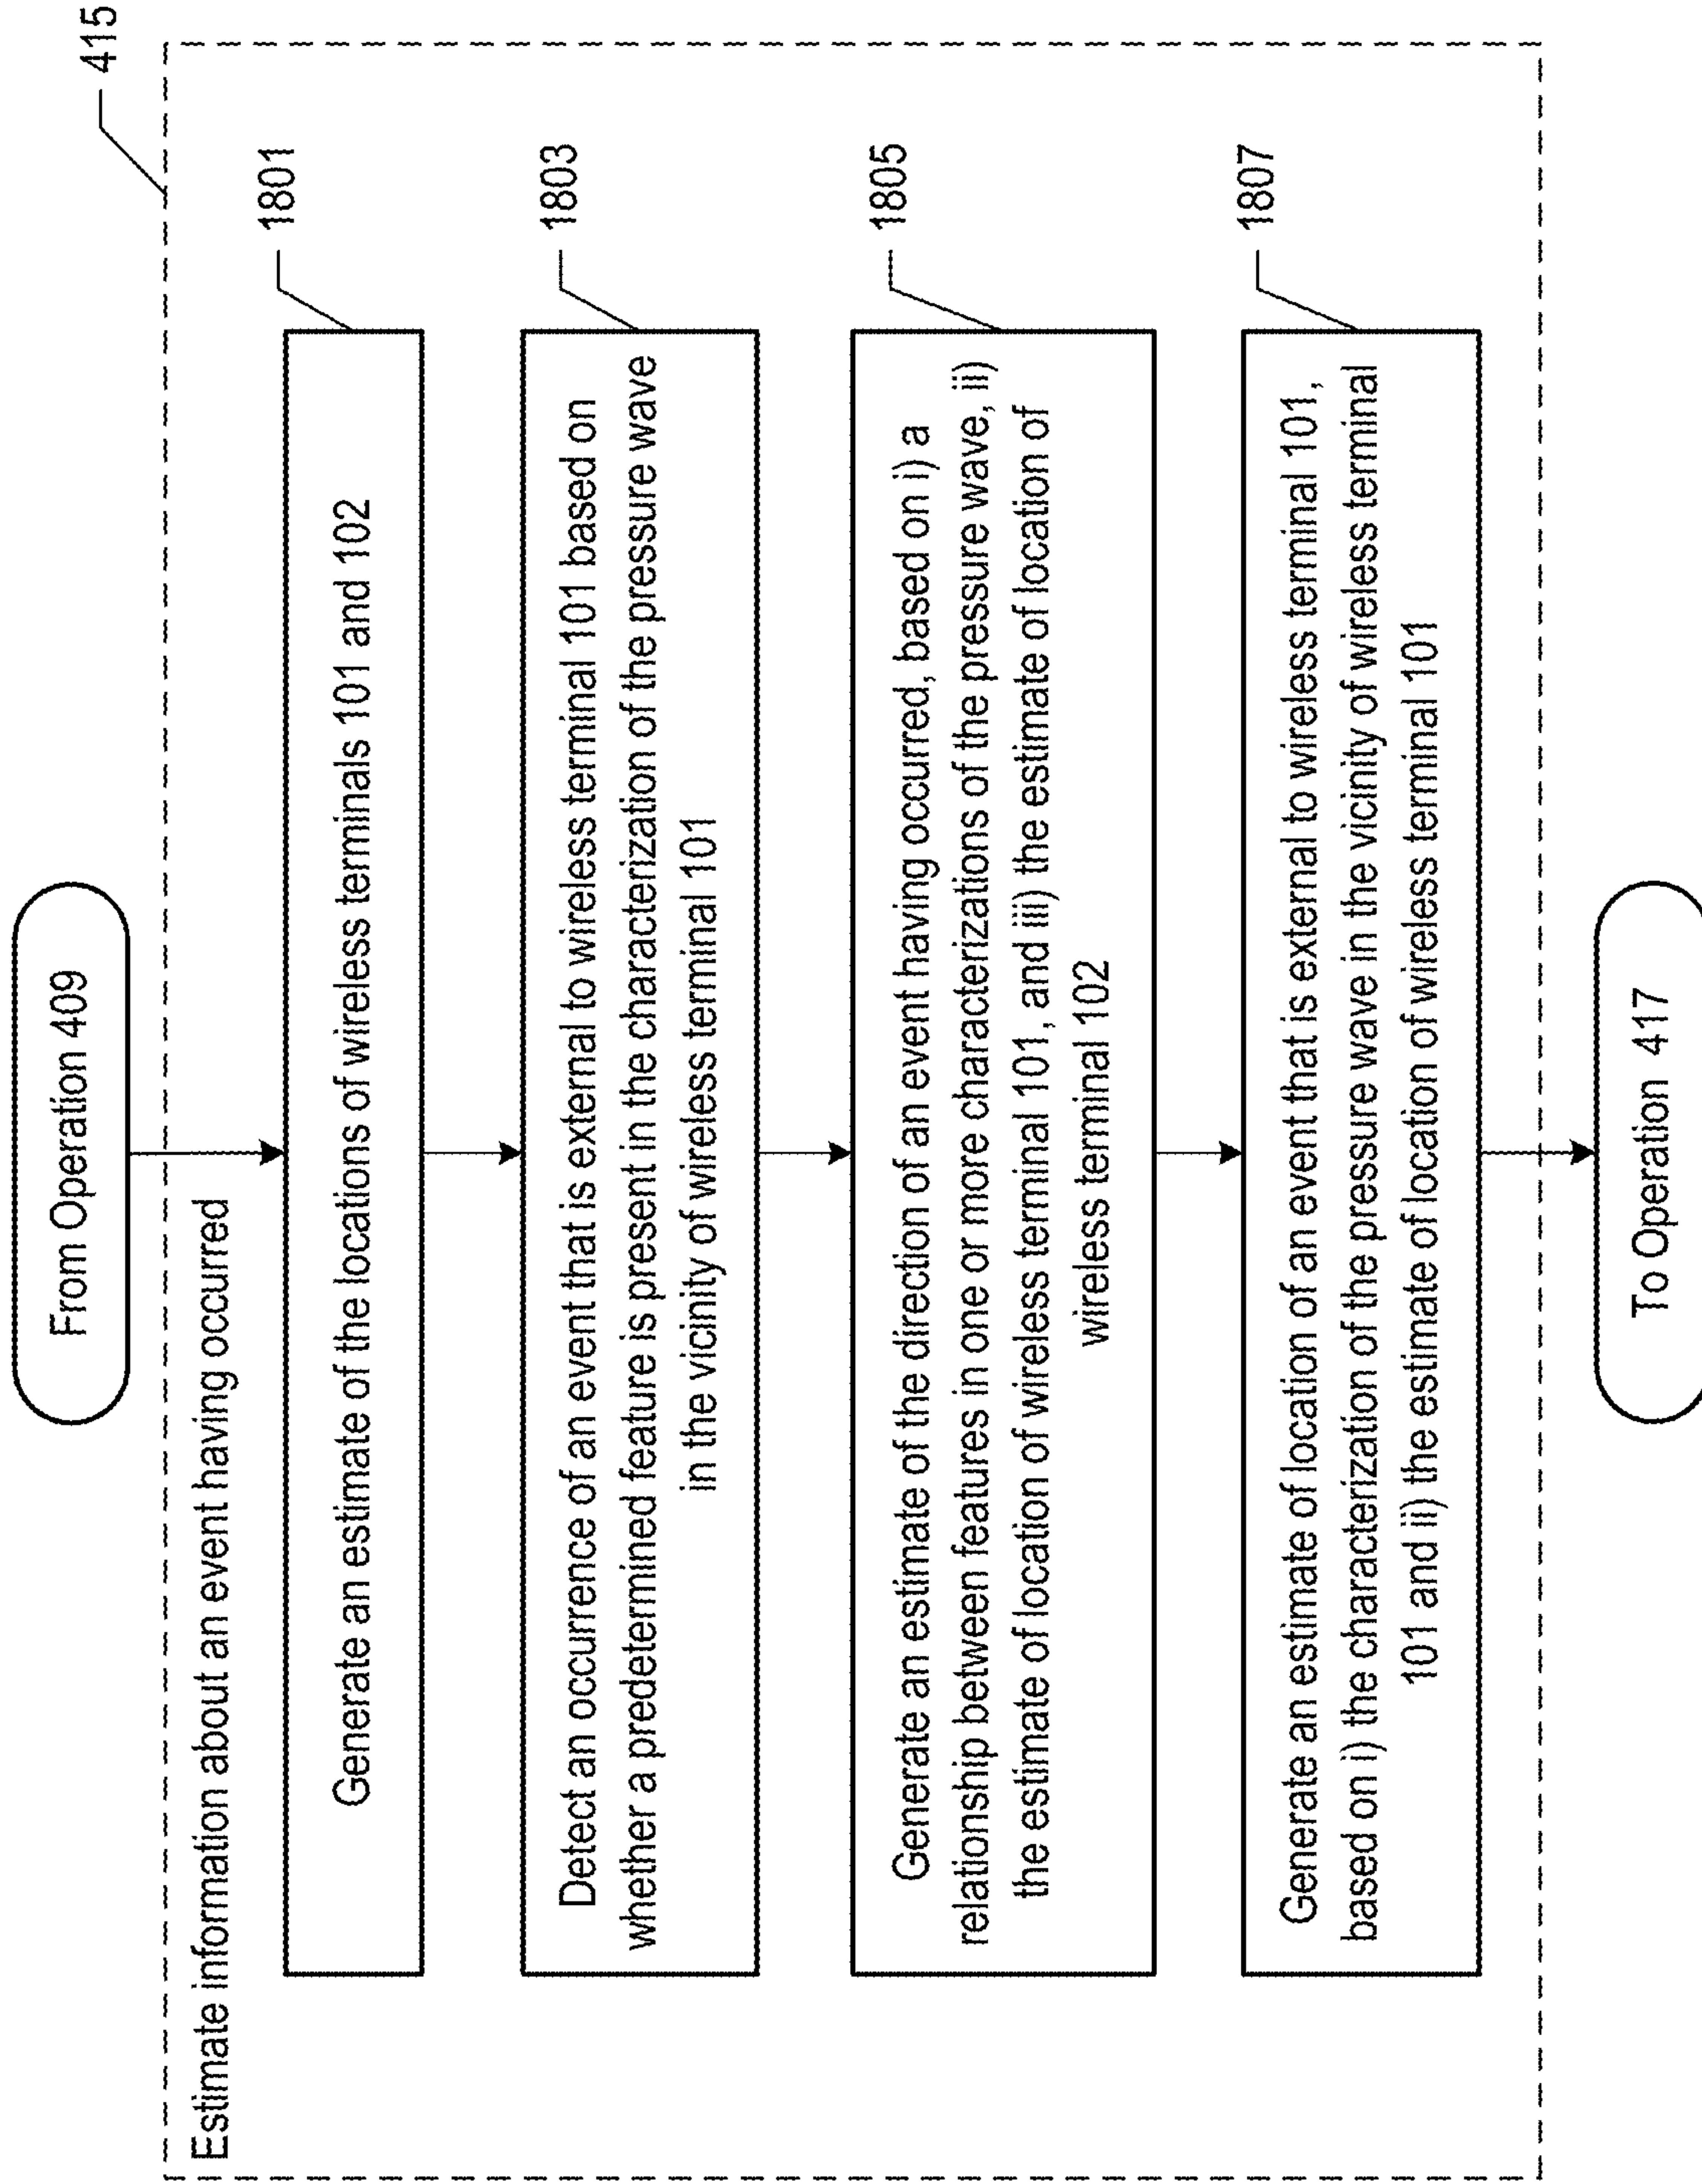 From Operation 409
415
Estimate information about an event having occurred
1801
Generate an estimate of the locations of wireless terminals 101 and 102
1803
Detect an occurrence of an event that is external to wireless terminal 101 based on
whether a predetermined feature is present in the characterization of the pressure wave
in the vicinity of wireless terminal 101
1805
Generate an estimate of the direction of an event having occurred, based on i) a
relationship between features in one or more characterizations of the pressure wave, ii)
the estimate of location of wireless terminal 101, and iii) the estimate of location of
wireless terminal 102
1807
Generate an estimate of location of an event that is external to wireless terminal 101,
based on i) the characterization of the pressure wave in the vicinity of wireless terminal
101 and ii) the estimate of location of wireless terminal 101
To Operation 417